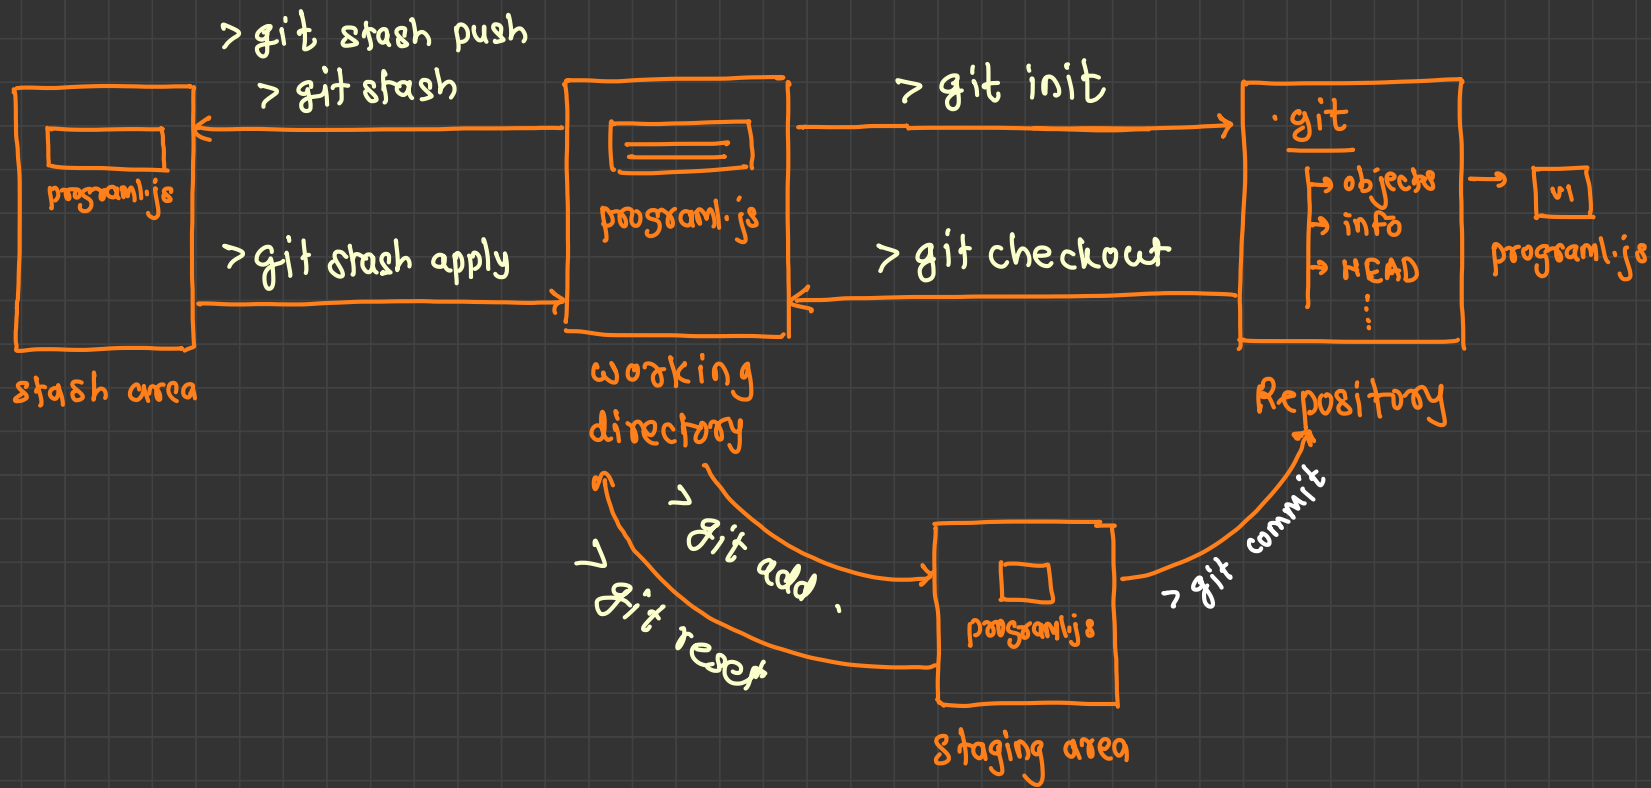 > git stash push
> git stash
program1.js
> git stash apply
stash area
program1.js
working
directory
> git init
> git checkout
.git
objects
info
HEAD
v1
program1.js
Repository
> git add .
> git reset
> git commit
program1.js
Staging area